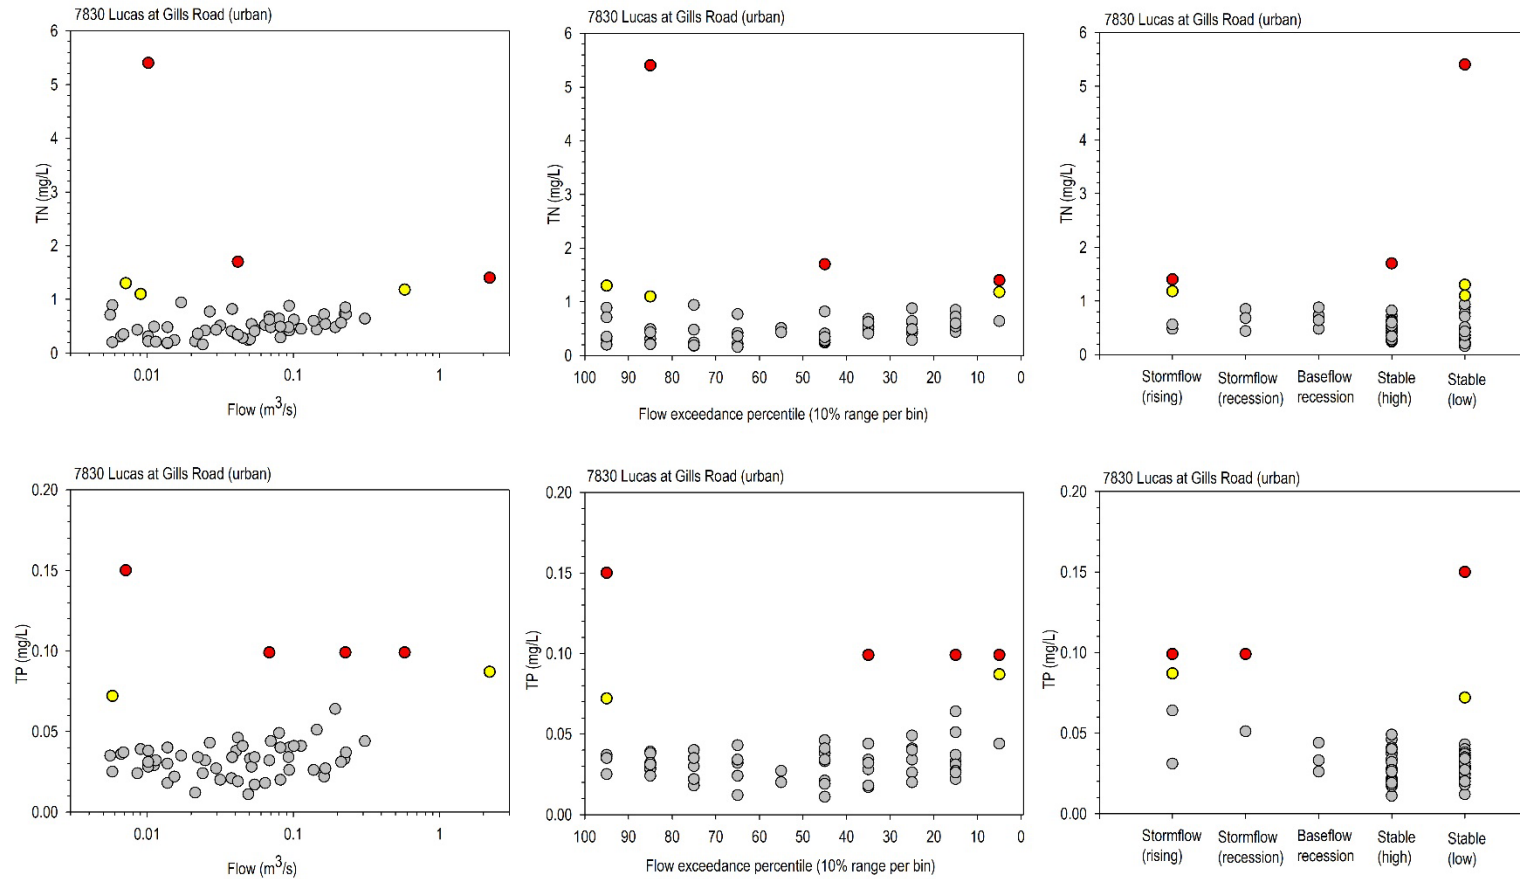 7830 Lucas at Gills Road (urban)
6
5
4
3
2
1
0
TN (mg/L)
0.01 0.1 1
Flow (m³/s)
7830 Lucas at Gills Road (urban)
6
5
4
3
2
1
0
TN (mg/L)
100 90 80 70 60 50 40 30 20 10 0
Flow exceedance percentile (10% range per bin)
7830 Lucas at Gills Road (urban)
6
5
4
3
2
1
0
TN (mg/L)
Stormflow Stormflow Baseflow Stable Stable
(rising) (recession) recession (high) (low)
7830 Lucas at Gills Road (urban)
0.20
0.15
0.10
0.05
0.00
TP (mg/L)
0.01 0.1 1
Flow (m³/s)
7830 Lucas at Gills Road (urban)
0.20
0.15
0.10
0.05
0.00
TP (mg/L)
100 90 80 70 60 50 40 30 20 10 0
Flow exceedance percentile (10% range per bin)
7830 Lucas at Gills Road (urban)
0.20
0.15
0.10
0.05
0.00
TP (mg/L)
Stormflow Stormflow Baseflow Stable Stable
(rising) (recession) recession (high) (low)